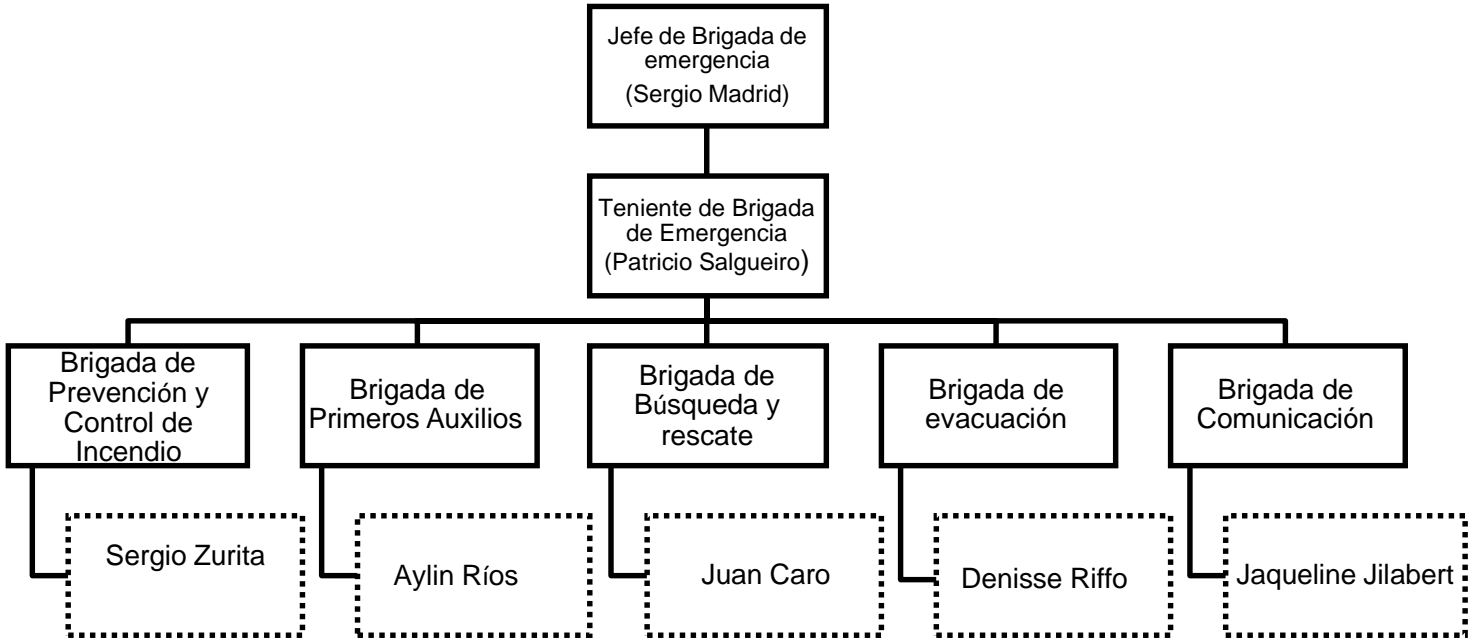 Jefe de Brigada de
emergencia
(Sergio Madrid)
Teniente de Brigada
de Emergencia
(Patricio Salgueiro)
Brigada de
Prevención y
Control de
Incendio
Brigada de
Primeros Auxilios
Brigada de
Búsqueda y
rescate
Brigada de
evacuación
Brigada de
Comunicación
Sergio Zurita
Aylin Ríos
Juan Caro
Denisse Riffo
Jaqueline Jilabert